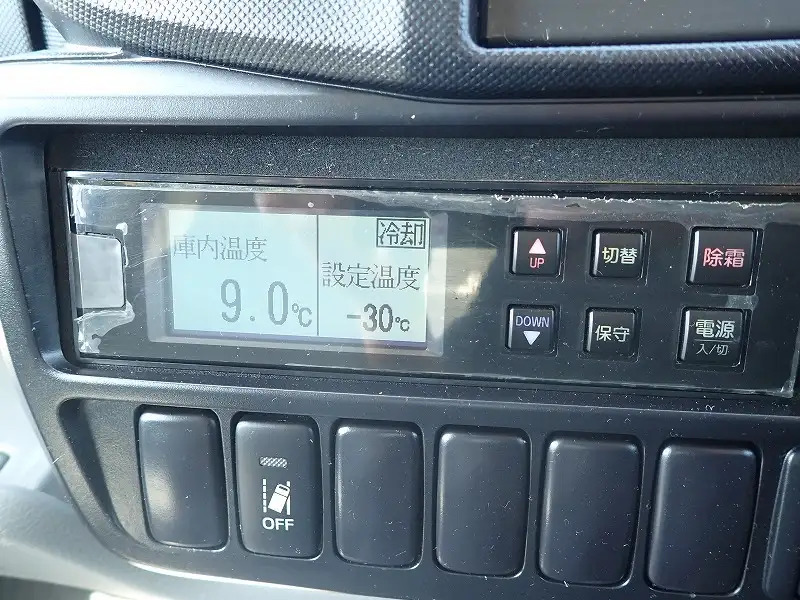 庫内温度
9.0℃
冷却
設定温度
-30℃
UP
切替
除霜
DOWN
保守
電源
入/切
OFF